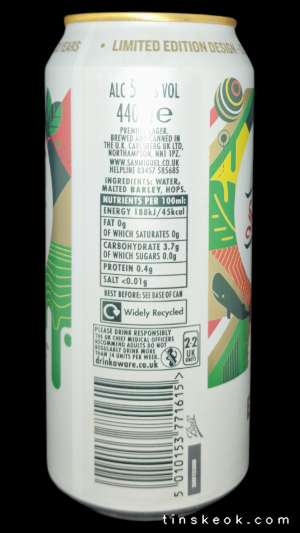 YEARS • LIMITED EDITION DESIGN •
ALC 5 % VOL
440 e
PREMIUM LAGER.
BREWED AND CANNED IN
THE U.K. CARLSBERG UK LTD,
NORTHAMPTON, NN1 1PZ.
WWW.SANMIGUEL.CO.UK
HELPLINE 03457 585685
INGREDIENTS: WATER,
MALTED BARLEY, HOPS.
NUTRIENTS PER 100ml:
ENERGY 188kJ/45kcal
FAT 0g
OF WHICH SATURATES 0g
CARBOHYDRATE 3.7g
OF WHICH SUGARS 0.0g
PROTEIN 0.4g
SALT <0.01g
BEST BEFORE: SEE BASE OF CAN
Widely Recycled
PLEASE DRINK RESPONSIBLY
THE UK CHIEF MEDICAL OFFICERS
RECOMMEND ADULTS DO NOT
REGULARLY DRINK MORE
THAN 14 UNITS PER WEEK.
drinkaware.co.uk
2·2
UK
UNITS
5 010153 771615 >
Ball
tinskeok.com